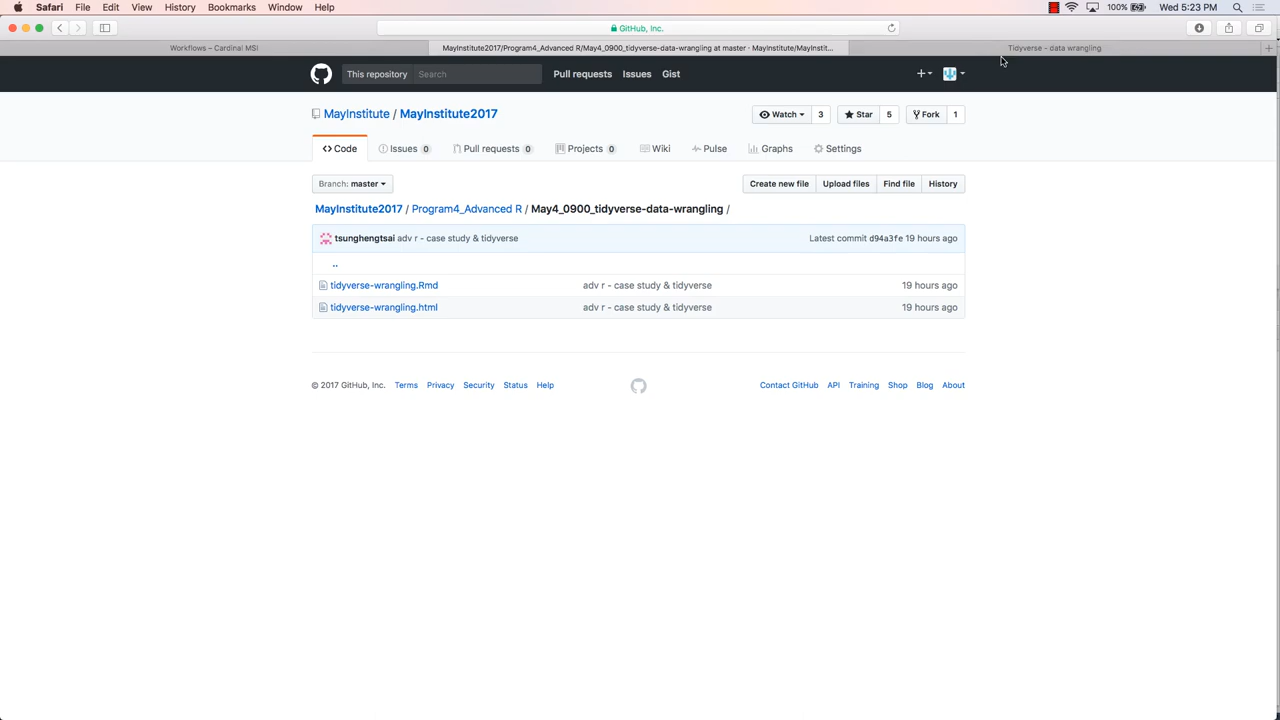 Safari File Edit View History Bookmarks Window Help 100% Wed 5:23 PM
GitHub, Inc.
Workflows – Cardinal MSI MayInstitute2017/Program4_Advanced R/May4_0900_tidyverse-data-wrangling at master · MayInstitute/MayInstit... Tidyverse - data wrangling
This repository Search Pull requests Issues Gist
MayInstitute / MayInstitute2017 Watch 3 Star 5 Fork 1
Code Issues 0 Pull requests 0 Projects 0 Wiki Pulse Graphs Settings
Branch: master Create new file Upload files Find file History
MayInstitute2017 / Program4_Advanced R / May4_0900_tidyverse-data-wrangling /
tsunghengtsai adv r - case study & tidyverse Latest commit d94a3fe 19 hours ago
..
tidyverse-wrangling.Rmd adv r - case study & tidyverse 19 hours ago
tidyverse-wrangling.html adv r - case study & tidyverse 19 hours ago
© 2017 GitHub, Inc. Terms Privacy Security Status Help Contact GitHub API Training Shop Blog About